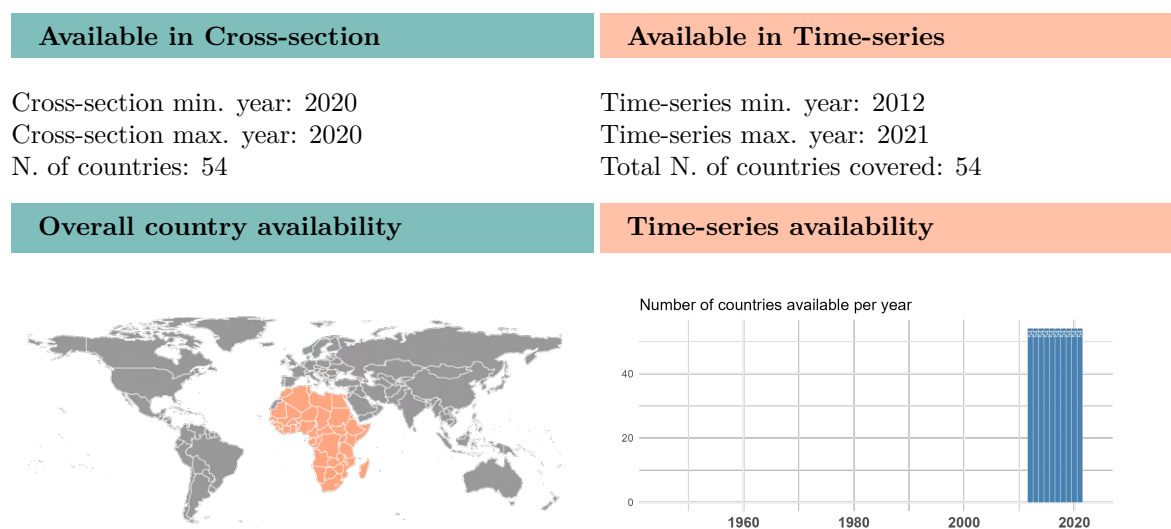 Available in Cross-section
Available in Time-series
Cross-section min. year: 2020
Cross-section max. year: 2020
N. of countries: 54
Time-series min. year: 2012
Time-series max. year: 2021
Total N. of countries covered: 54
Overall country availability
Time-series availability
Number of countries available per year
40
20
0
1960
1980
2000
2020